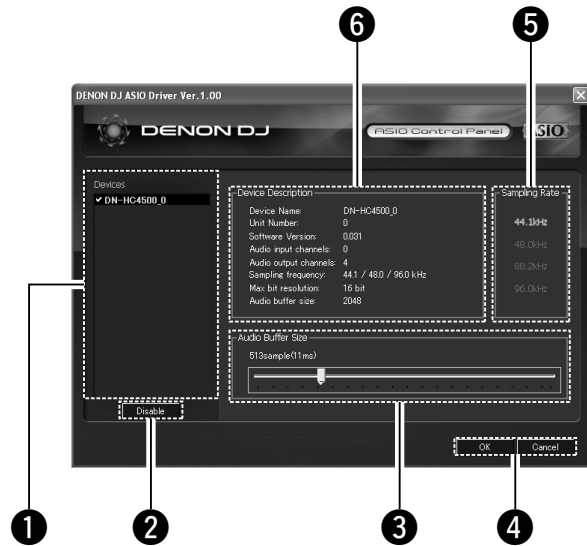 6 5
DENON DJ ASIO Driver Ver.1.00
DENON DJ
ASIO Control Panel
ASIO
Devices
✔ DN-HC4500_0
Disable
Device Description
Device Name: DN-HC4500_0
Unit Number: 0
Software Version: 0.031
Audio input channels: 0
Audio output channels: 4
Sampling frequency: 44.1 / 48.0 / 96.0 kHz
Max bit resolution: 16 bit
Audio buffer size: 2048
Sampling Rate
44.1kHz
48.0kHz
88.2kHz
96.0kHz
Audio Buffer Size
513sample(11ms)
OK Cancel
1 2 3 4